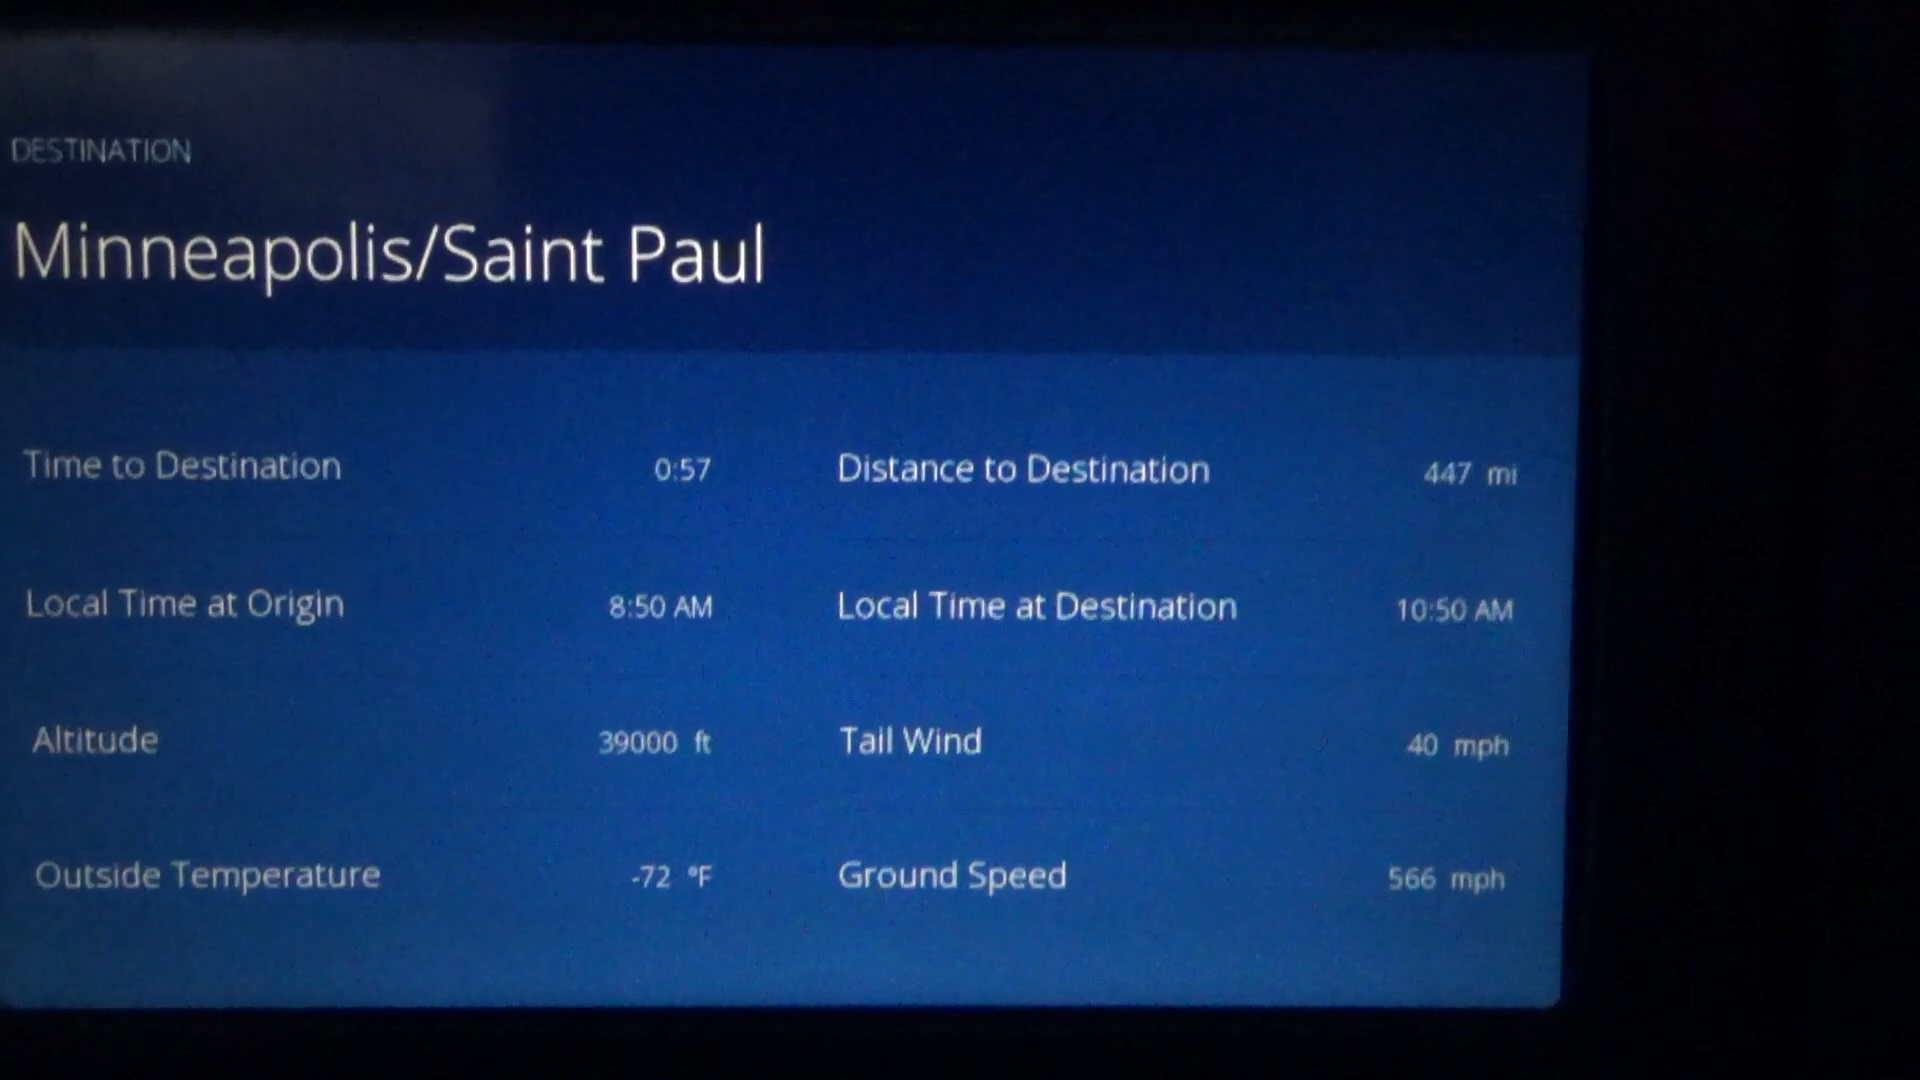 DESTINATION
Minneapolis/Saint Paul
Time to Destination 0:57 Distance to Destination 447 mi
Local Time at Origin 8:50 AM Local Time at Destination 10:50 AM
Altitude 39000 ft Tail Wind 40 mph
Outside Temperature -72 °F Ground Speed 566 mph